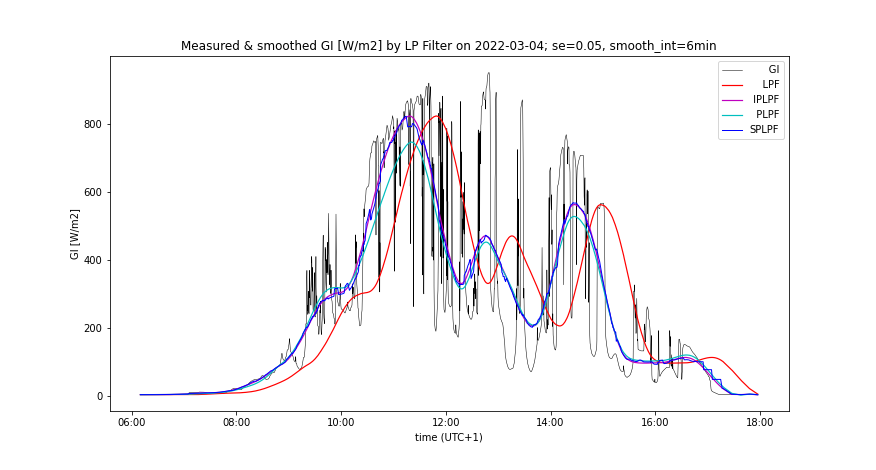 Measured & smoothed GI [W/m2] by LP Filter on 2022-03-04; se=0.05, smooth_int=6min
GI
LPF
IPLPF
PLPF
SPLPF
GI [W/m2]
800
600
400
200
0
06:00 08:00 10:00 12:00 14:00 16:00 18:00
time (UTC+1)